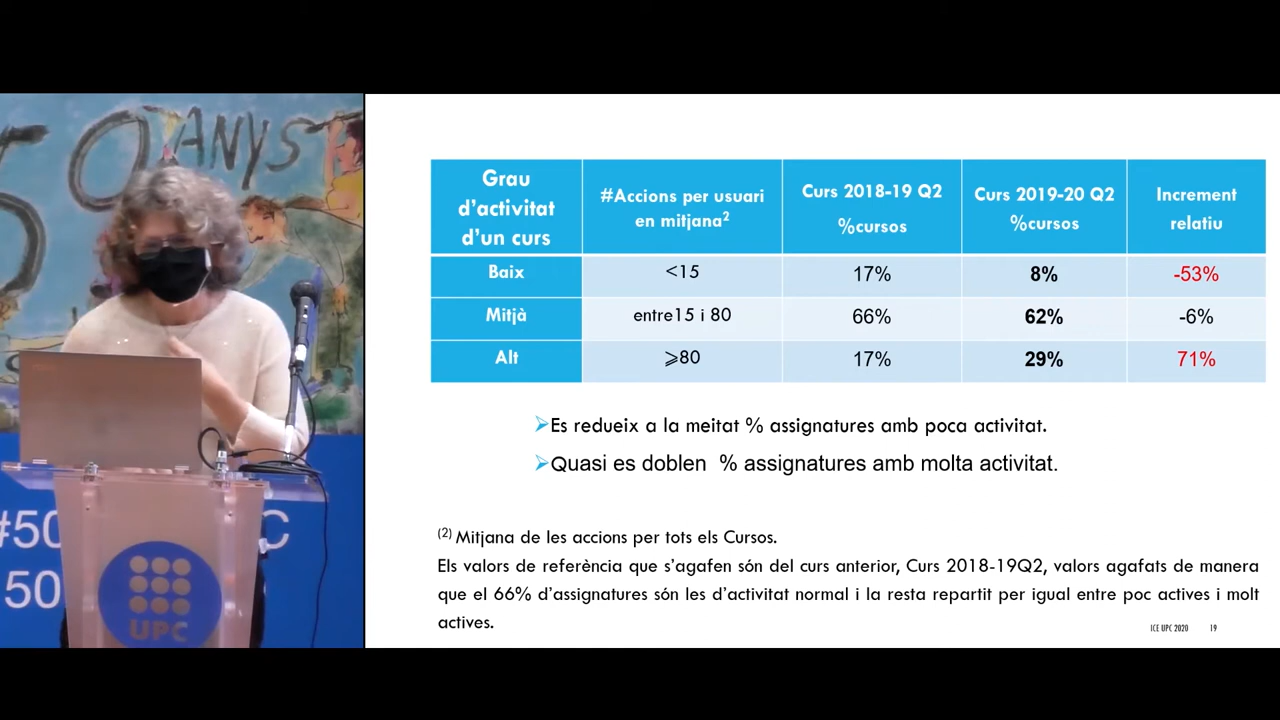 50 ANYS
#50
C
50
UPC
Grau d’activitat d’un curs
#Accions per usuari en mitjana2
Curs 2018-19 Q2 %cursos
Curs 2019-20 Q2 %cursos
Increment reliatu
Baix <15 17% 8% -53%
Mitjà entre15 i 80 66% 62% -6%
Alt ⩾80 17% 29% 71%
➢Es redueix a la meitat % assignatures amb poca activitat.
➢Quasi es doblen % assignatures amb molta activitat.
(2) Mitjana de les accions per tots els Cursos.
Els valors de referència que s’agafen són del curs anterior, Curs 2018-19Q2, valors agafats de manera
que el 66% d’assignatures són les d’activitat normal i la resta repartit per igual entre poc actives i molt
actives.
ICE UPC 2020 19